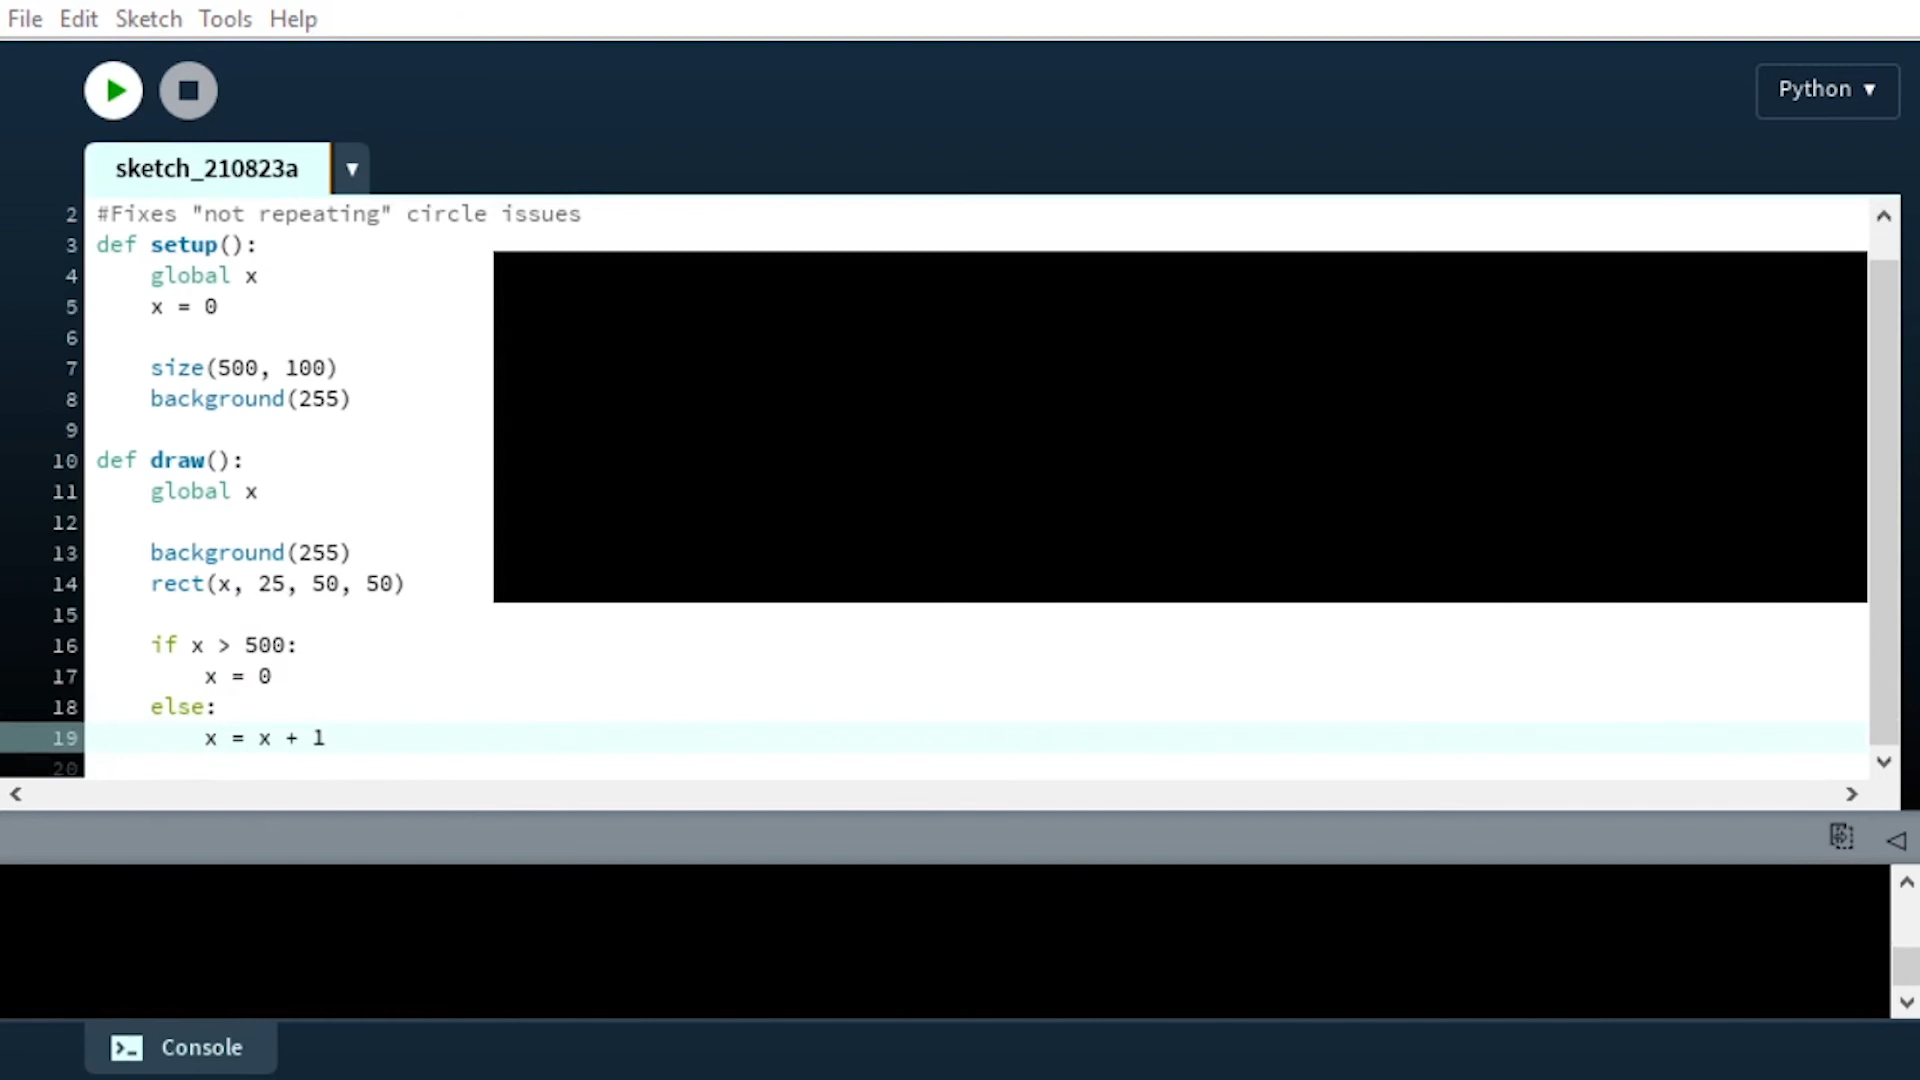 File Edit Sketch Tools Help
Python ▼
sketch_210823a ▼
2 #Fixes "not repeating" circle issues
3 def setup():
4 global x
5 x = 0
6
7 size(500, 100)
8 background(255)
9
10 def draw():
11 global x
12
13 background(255)
14 rect(x, 25, 50, 50)
15
16 if x > 500:
17 x = 0
18 else:
19 x = x + 1
20
Console